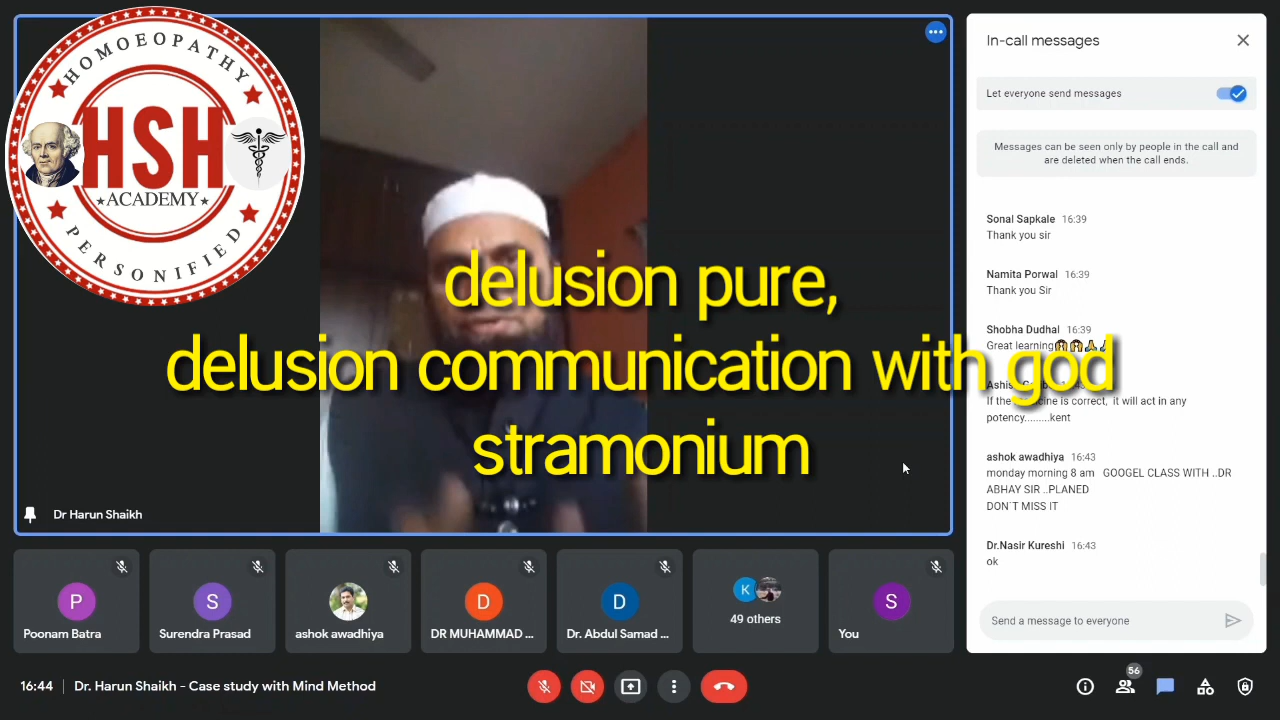 HOMOEOPATHY
HSH
ACADEMY
PERSONIFIED
delusion pure,
delusion communication with god
stramonium
Dr Harun Shaikh
P
Poonam Batra
S
Surendra Prasad
ashok awadhiya
D
DR MUHAMMAD ...
D
Dr. Abdul Samad ...
K
49 others
S
You
16:44 | Dr. Harun Shaikh - Case study with Mind Method
56
In-call messages
Let everyone send messages
Messages can be seen only by people in the call and
are deleted when the call ends.
Sonal Sapkale 16:39
Thank you sir
Namita Porwal 16:39
Thank you Sir
Shobha Dudhal 16:39
Great learning
If the is correct, it will act in any
potency.........kent
ashok awadhiya 16:43
monday morning 8 am GOOGEL CLASS WITH ..DR
ABHAY SIR ..PLANED
DON`T MISS IT
Dr.Nasir Kureshi 16:43
ok
Send a message to everyone